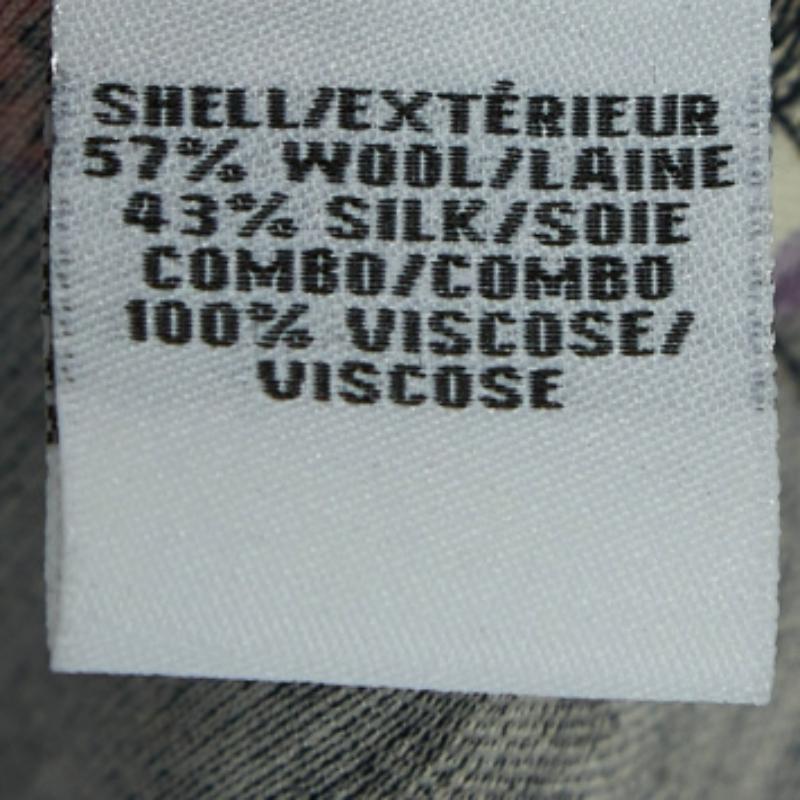 SHELL/EXTÉRIEUR
57% WOOL/LAINE
43% SILK/SOIE
COMBO/COMBO
100% VISCOSE/
VISCOSE